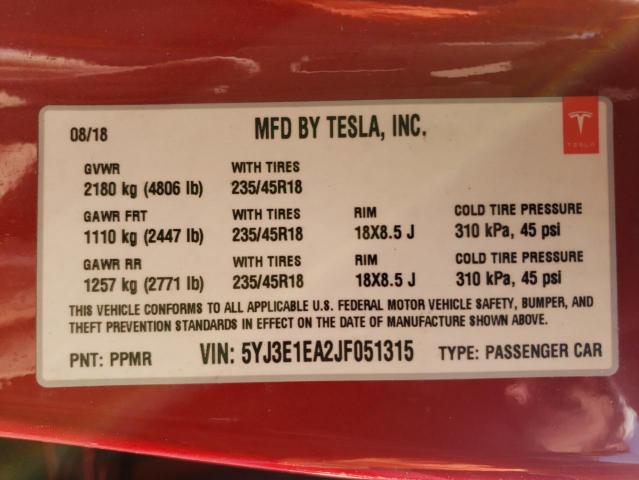 08/18 MFD BY TESLA, INC.
TESLA
GVWR WITH TIRES
2180 kg (4806 lb) 235/45R18
GAWR FRT WITH TIRES RIM COLD TIRE PRESSURE
1110 kg (2447 lb) 235/45R18 18X8.5 J 310 kPa, 45 psi
GAWR RR WITH TIRES RIM COLD TIRE PRESSURE
1257 kg (2771 lb) 235/45R18 18X8.5 J 310 kPa, 45 psi
THIS VEHICLE CONFORMS TO ALL APPLICABLE U.S. FEDERAL MOTOR VEHICLE SAFETY, BUMPER, AND
THEFT PREVENTION STANDARDS IN EFFECT ON THE DATE OF MANUFACTURE SHOWN ABOVE.
PNT: PPMR VIN: 5YJ3E1EA2JF051315 TYPE: PASSENGER CAR